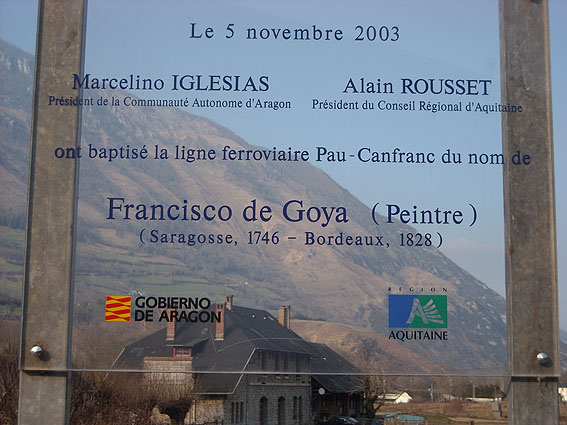 Le 5 novembre 2003
Marcelino IGLESIAS
Président de la Communauté Autonome d'Aragon
Alain ROUSSET
Président du Conseil Régional d'Aquitaine
ont baptisé la ligne ferroviaire Pau-Canfranc du nom de
Francisco de Goya (Peintre)
(Saragosse, 1746 – Bordeaux, 1828)
GOBIERNO
DE ARAGON
RÉGION
AQUITAINE